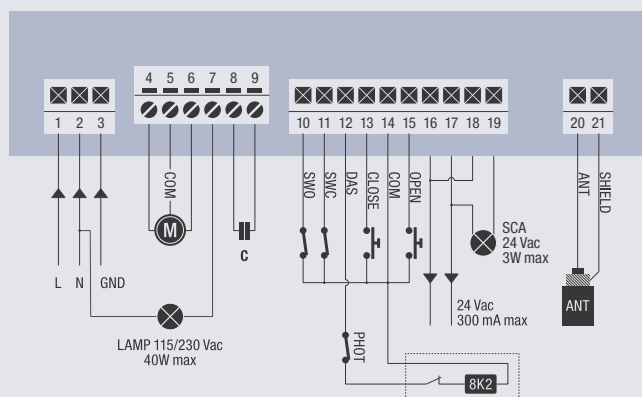 4 5 6 7 8 9
1 2 3
10 11 12 13 14 15 16 17 18 19
20 21
COM
SWO
SWC
DAS
CLOSE
COM
OPEN
ANT
SHIELD
M
C
SCA
24 Vac
3W max
L N GND
24 Vac
300 mA max
ANT
LAMP 115/230 Vac
40W max
PHOT
8K2